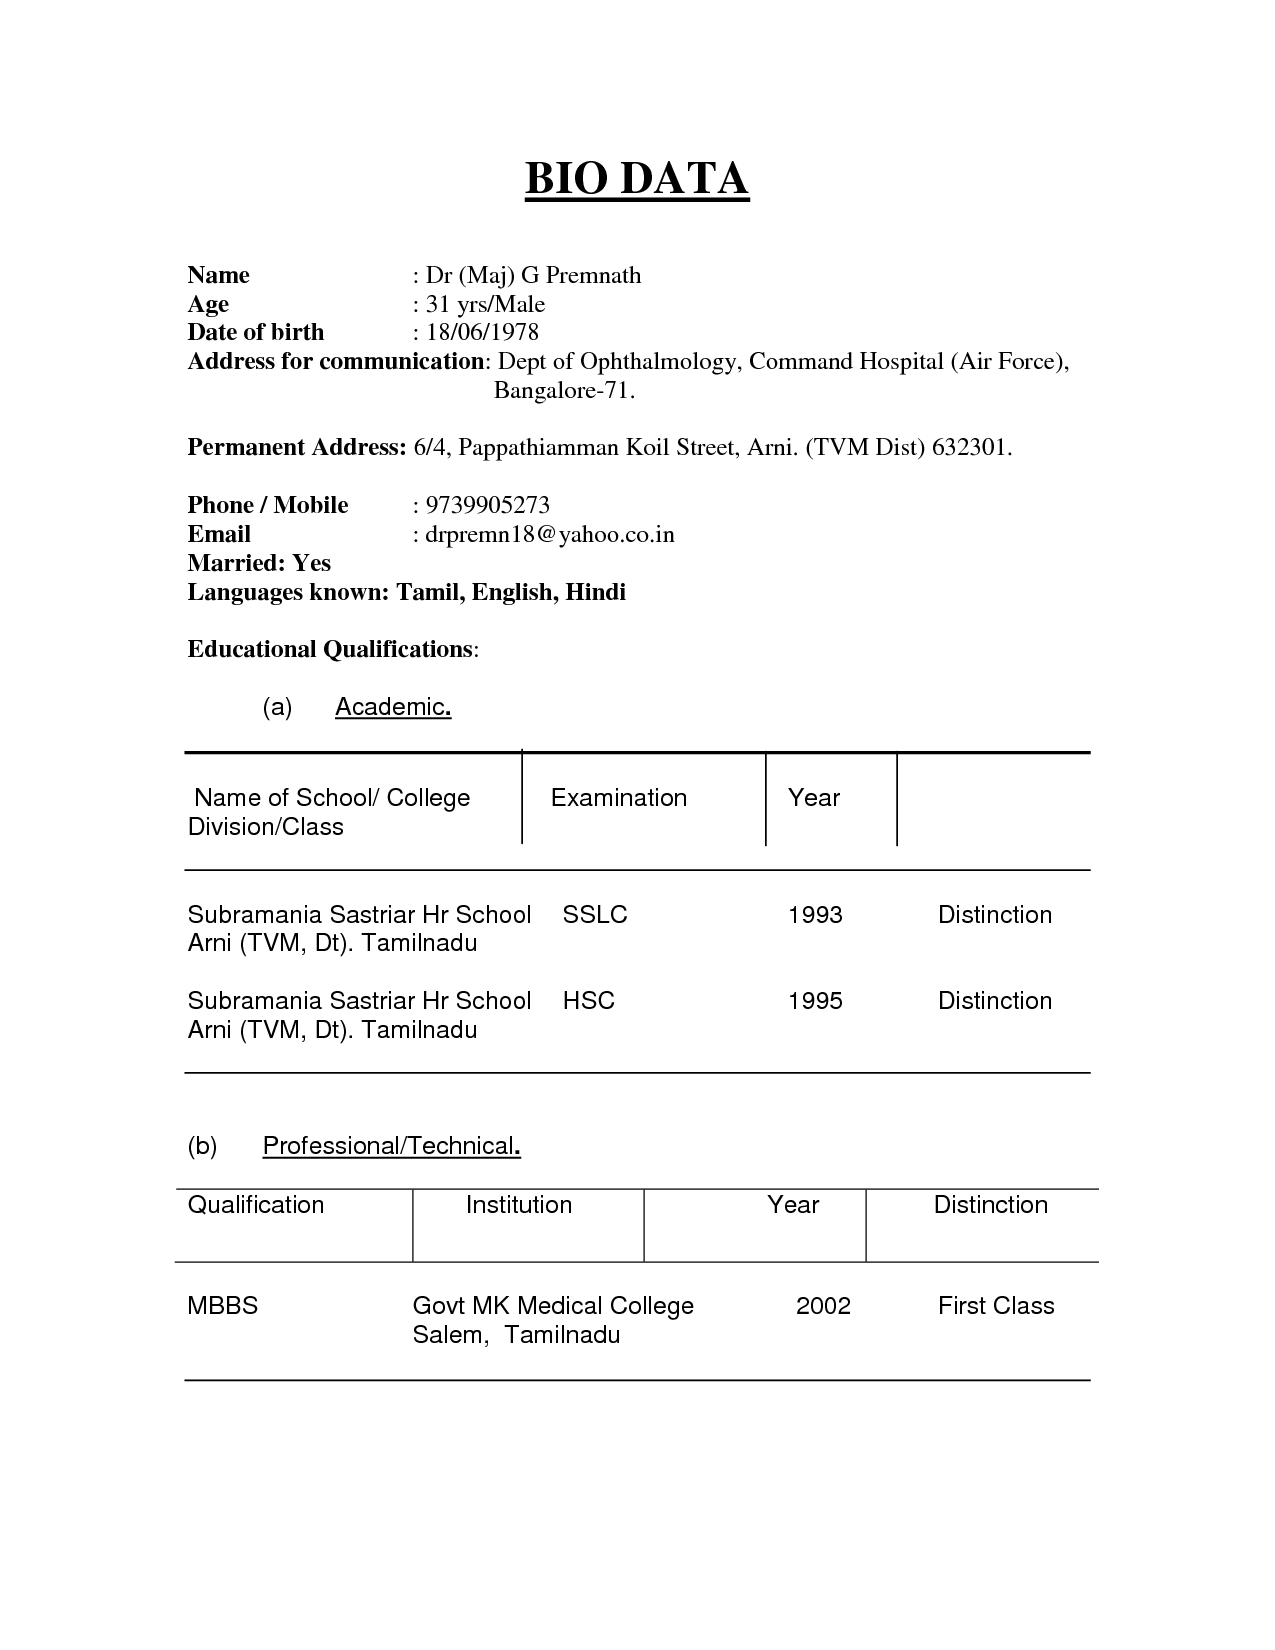 BIO DATA
Name : Dr (Maj) G Premnath
Age : 31 yrs/Male
Date of birth : 18/06/1978
Address for communication: Dept of Ophthalmology, Command Hospital (Air Force),
Bangalore-71.
Permanent Address: 6/4, Pappathiamman Koil Street, Arni. (TVM Dist) 632301.
Phone / Mobile : 9739905273
Email : drpremn18@yahoo.co.in
Married: Yes
Languages known: Tamil, English, Hindi
Educational Qualifications:
(a) Academic.
Name of School/ College Examination Year
Division/Class
Subramania Sastriar Hr School SSLC 1993 Distinction
Arni (TVM, Dt). Tamilnadu
Subramania Sastriar Hr School HSC 1995 Distinction
Arni (TVM, Dt). Tamilnadu
(b) Professional/Technical.
Qualification Institution Year Distinction
MBBS Govt MK Medical College 2002 First Class
Salem, Tamilnadu